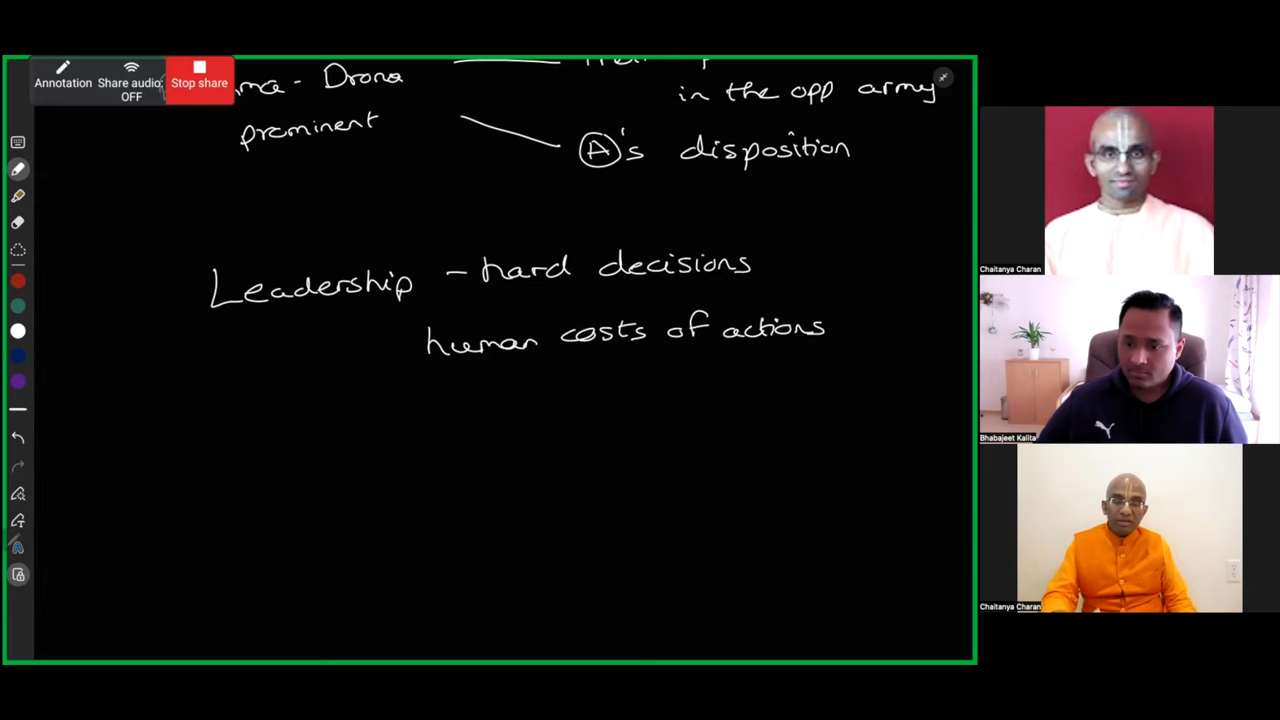 Annotation
Share audio:
OFF
Stop share
Drona
prominent
in the opp army
A's disposition
Leadership - hard decisions
human costs of actions
Chaitanya Charan
Bhabajeet Kalita
Chaitanya Charan